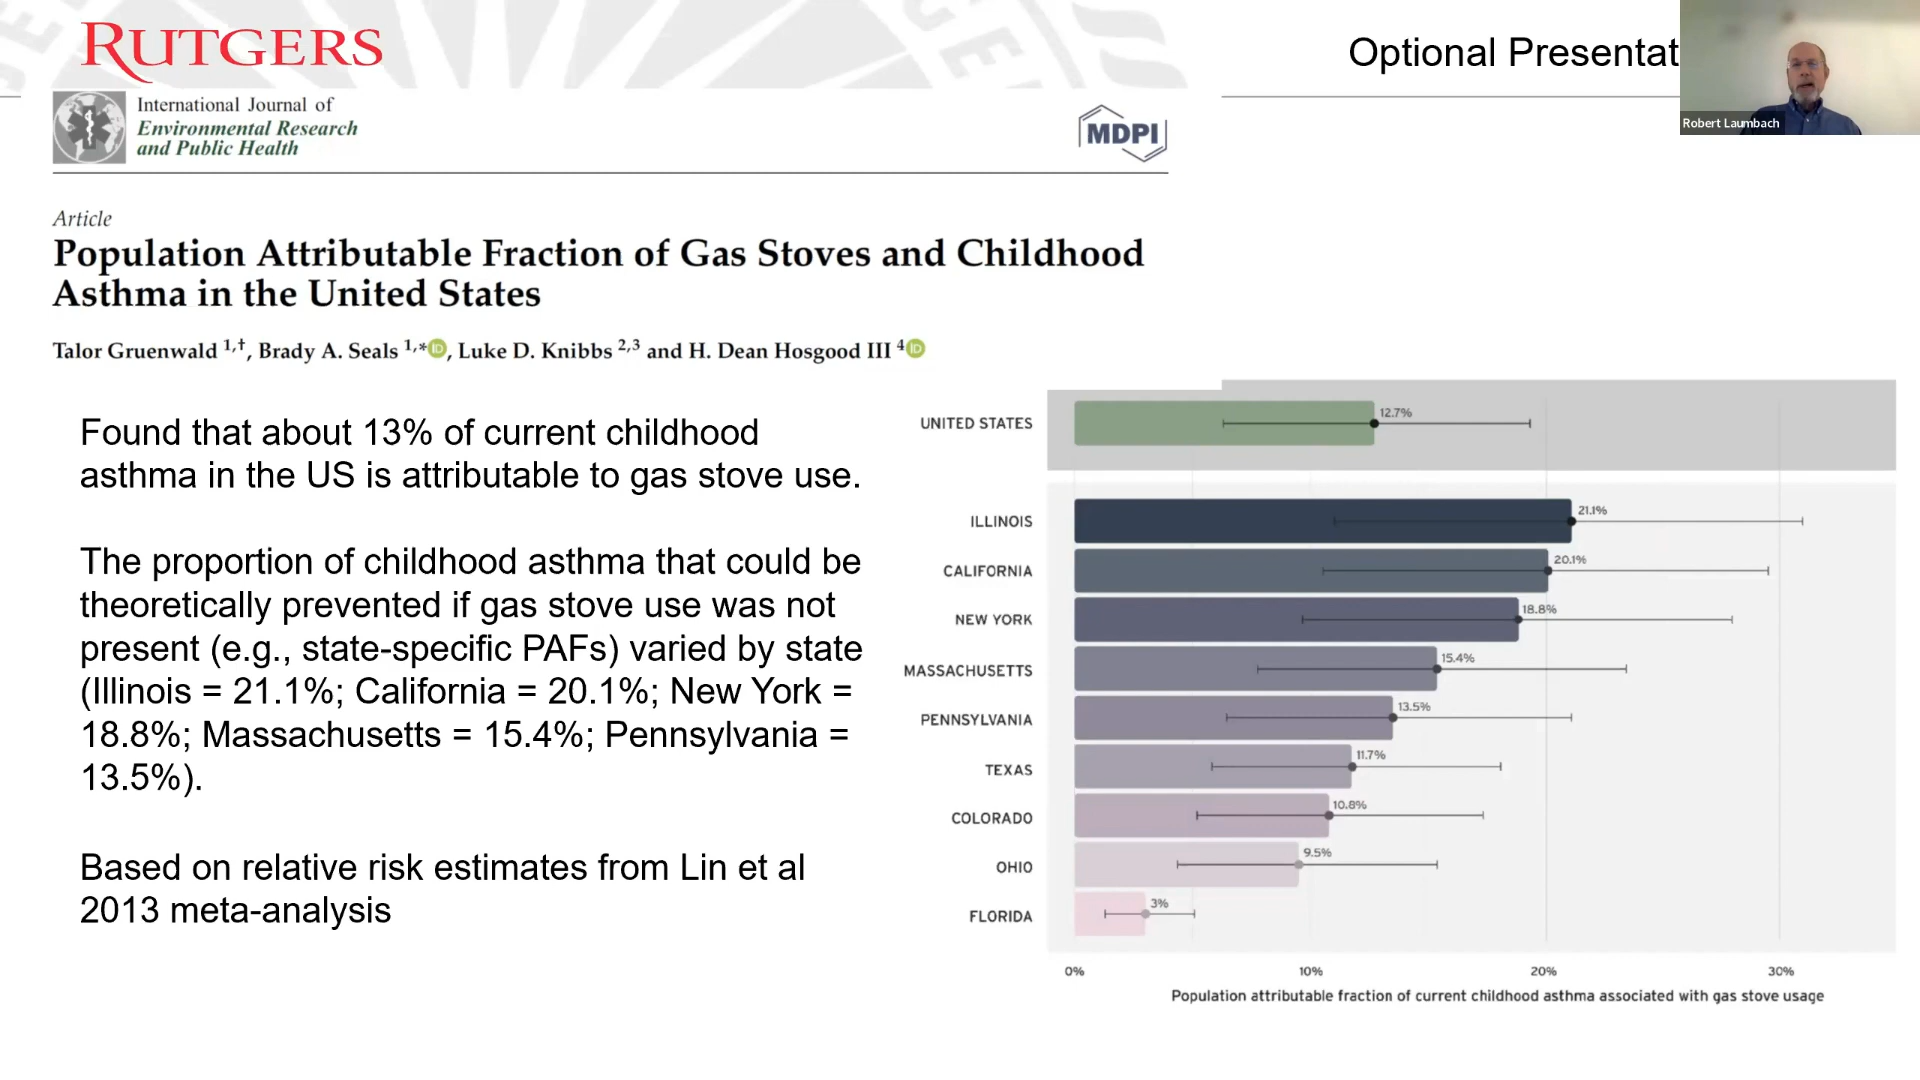 RUTGERS
Optional Presentat
Robert Laumbach
International Journal of
Environmental Research
and Public Health
MDPI
Article
Population Attributable Fraction of Gas Stoves and Childhood
Asthma in the United States
Talor Gruenwald 1,†, Brady A. Seals 1,*, Luke D. Knibbs 2,3 and H. Dean Hosgood III 4
Found that about 13% of current childhood
asthma in the US is attributable to gas stove use.
The proportion of childhood asthma that could be
theoretically prevented if gas stove use was not
present (e.g., state-specific PAFs) varied by state
(Illinois = 21.1%; California = 20.1%; New York =
18.8%; Massachusetts = 15.4%; Pennsylvania =
13.5%).
Based on relative risk estimates from Lin et al
2013 meta-analysis
UNITED STATES 12.7%
ILLINOIS 21.1%
CALIFORNIA 20.1%
NEW YORK 18.8%
MASSACHUSETTS 15.4%
PENNSYLVANIA 13.5%
TEXAS 11.7%
COLORADO 10.8%
OHIO 9.5%
FLORIDA 3%
0% 10% 20% 30%
Population attributable fraction of current childhood asthma associated with gas stove usage